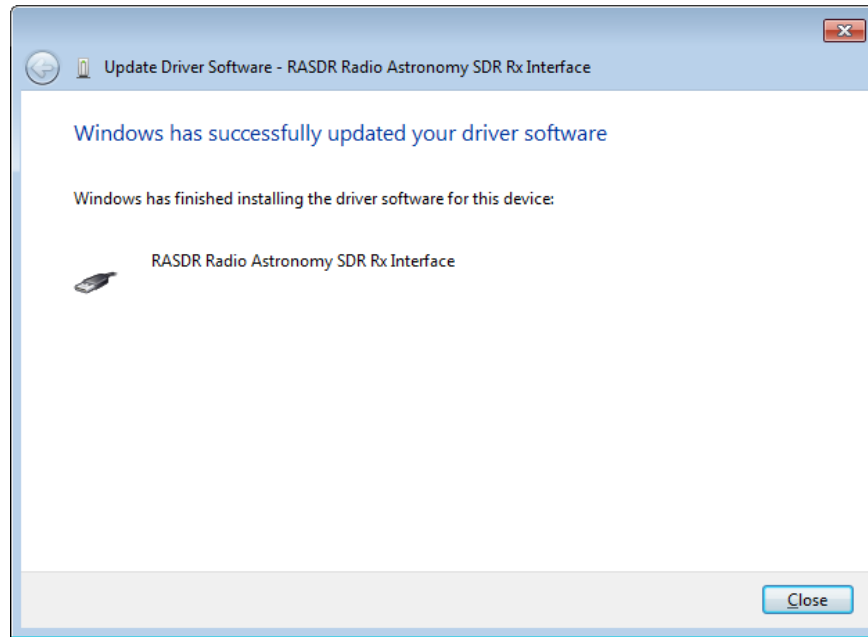 Update Driver Software - RASDR Radio Astronomy SDR Rx Interface
Windows has successfully updated your driver software
Windows has finished installing the driver software for this device:
RASDR Radio Astronomy SDR Rx Interface
Close